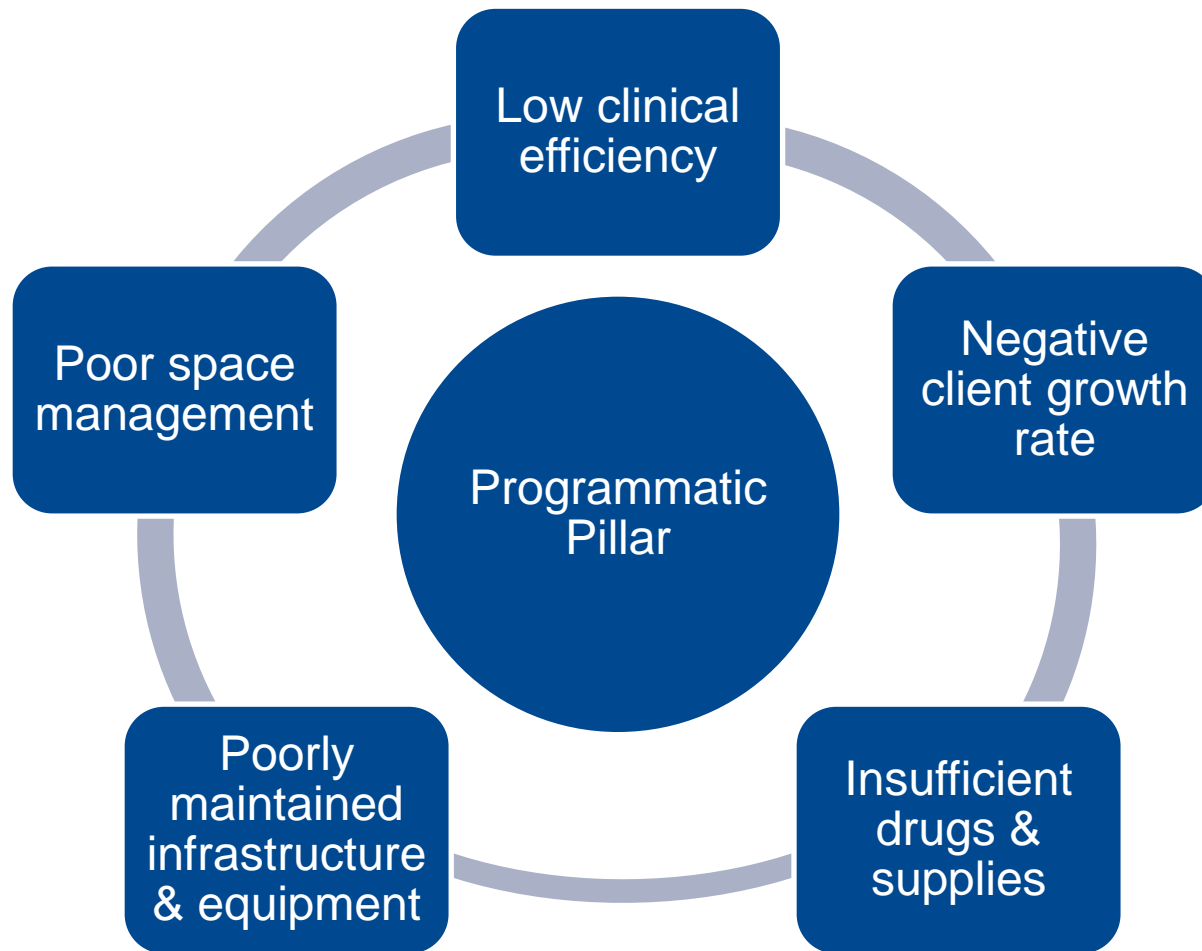 Low clinical
efficiency
Negative
client growth
rate
Insufficient
drugs &
supplies
Poorly
maintained
infrastructure
& equipment
Poor space
management
Programmatic
Pillar